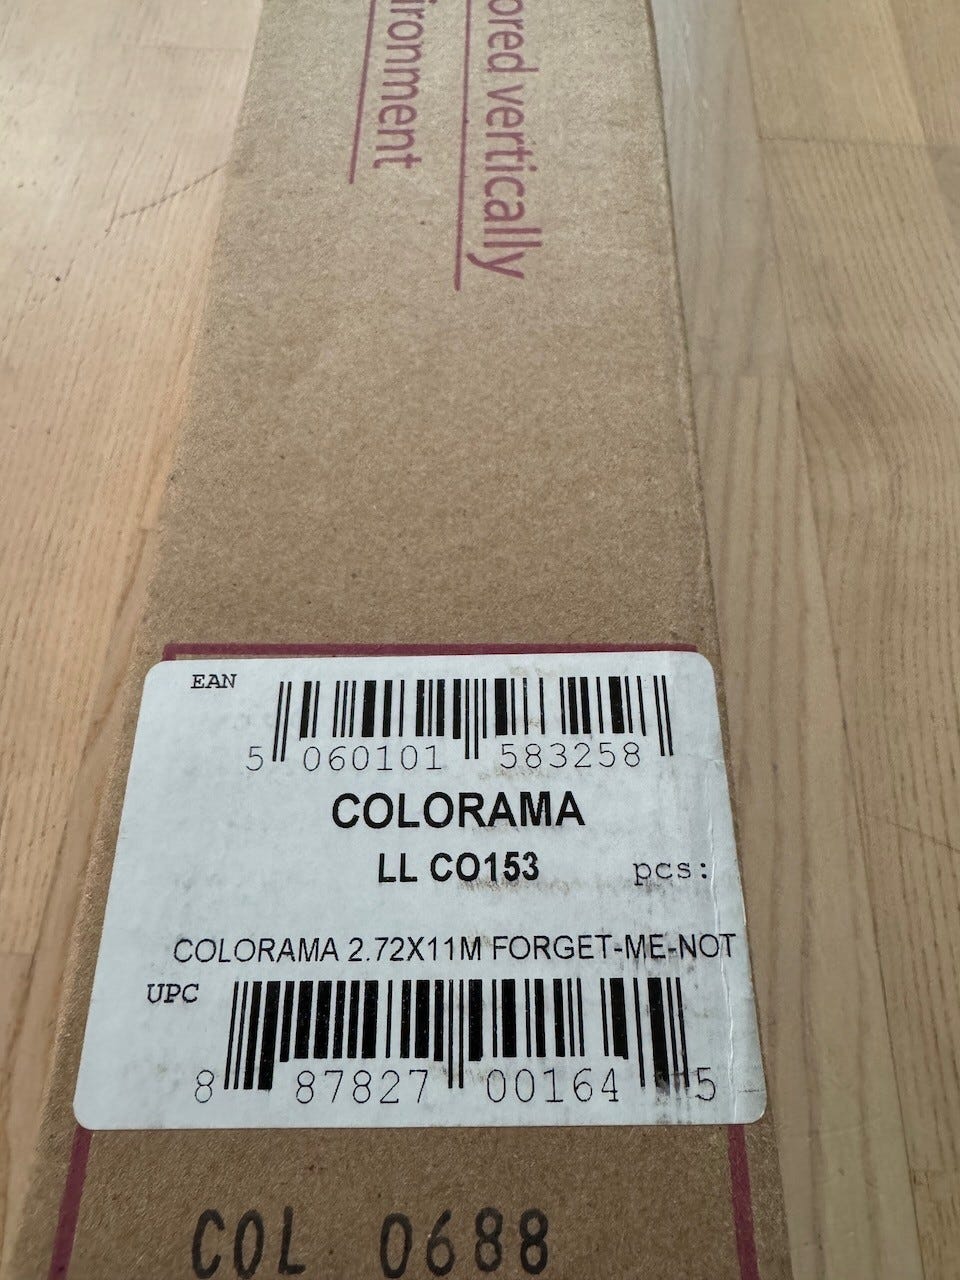 ored vertically
ironment
EAN
5 060101 583258
COLORAMA
LL CO153 pcs:
COLORAMA 2.72X11M FORGET-ME-NOT
UPC
8 87827 00164 5
COL 0688